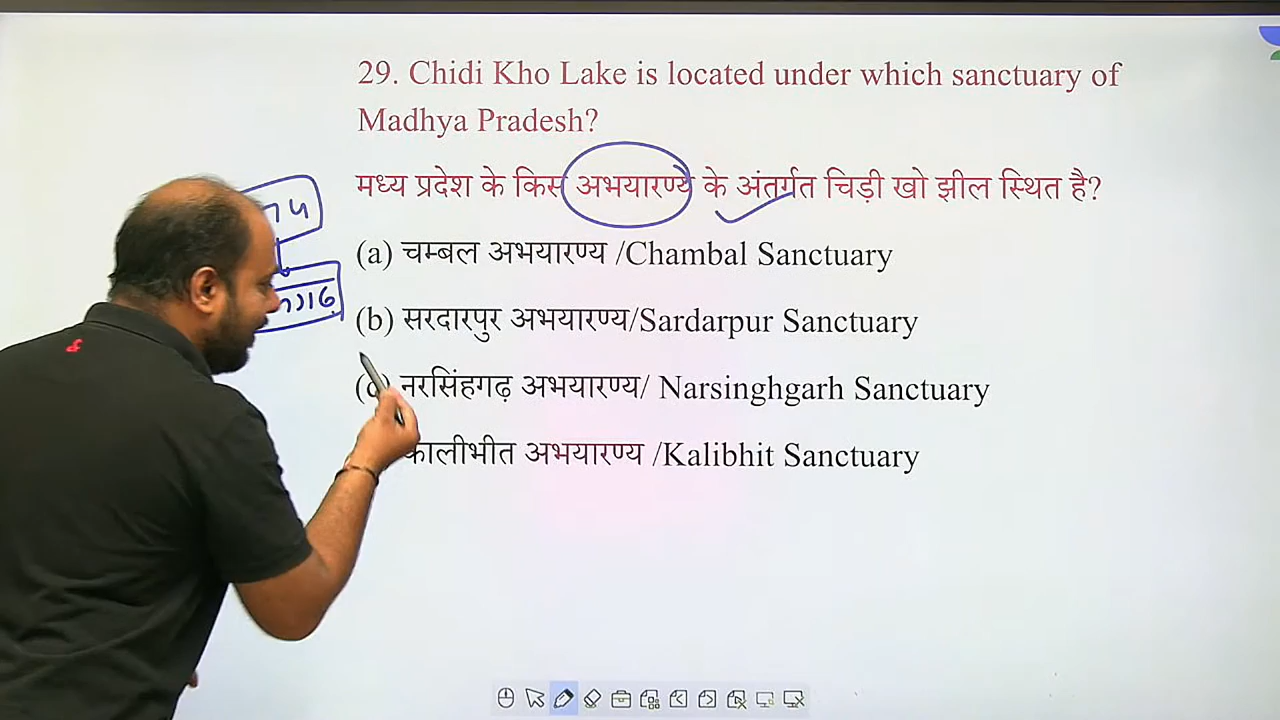 29. Chidi Kho Lake is located under which sanctuary of
Madhya Pradesh?
मध्य प्रदेश के किस अभयारण्य के अंतर्गत चिड़ी खो झील स्थित है?
(a) चम्बल अभयारण्य /Chambal Sanctuary
(b) सरदारपुर अभयारण्य/Sardarpur Sanctuary
(c) नरसिंहगढ़ अभयारण्य/ Narsinghgarh Sanctuary
कालीभीत अभयारण्य /Kalibhit Sanctuary